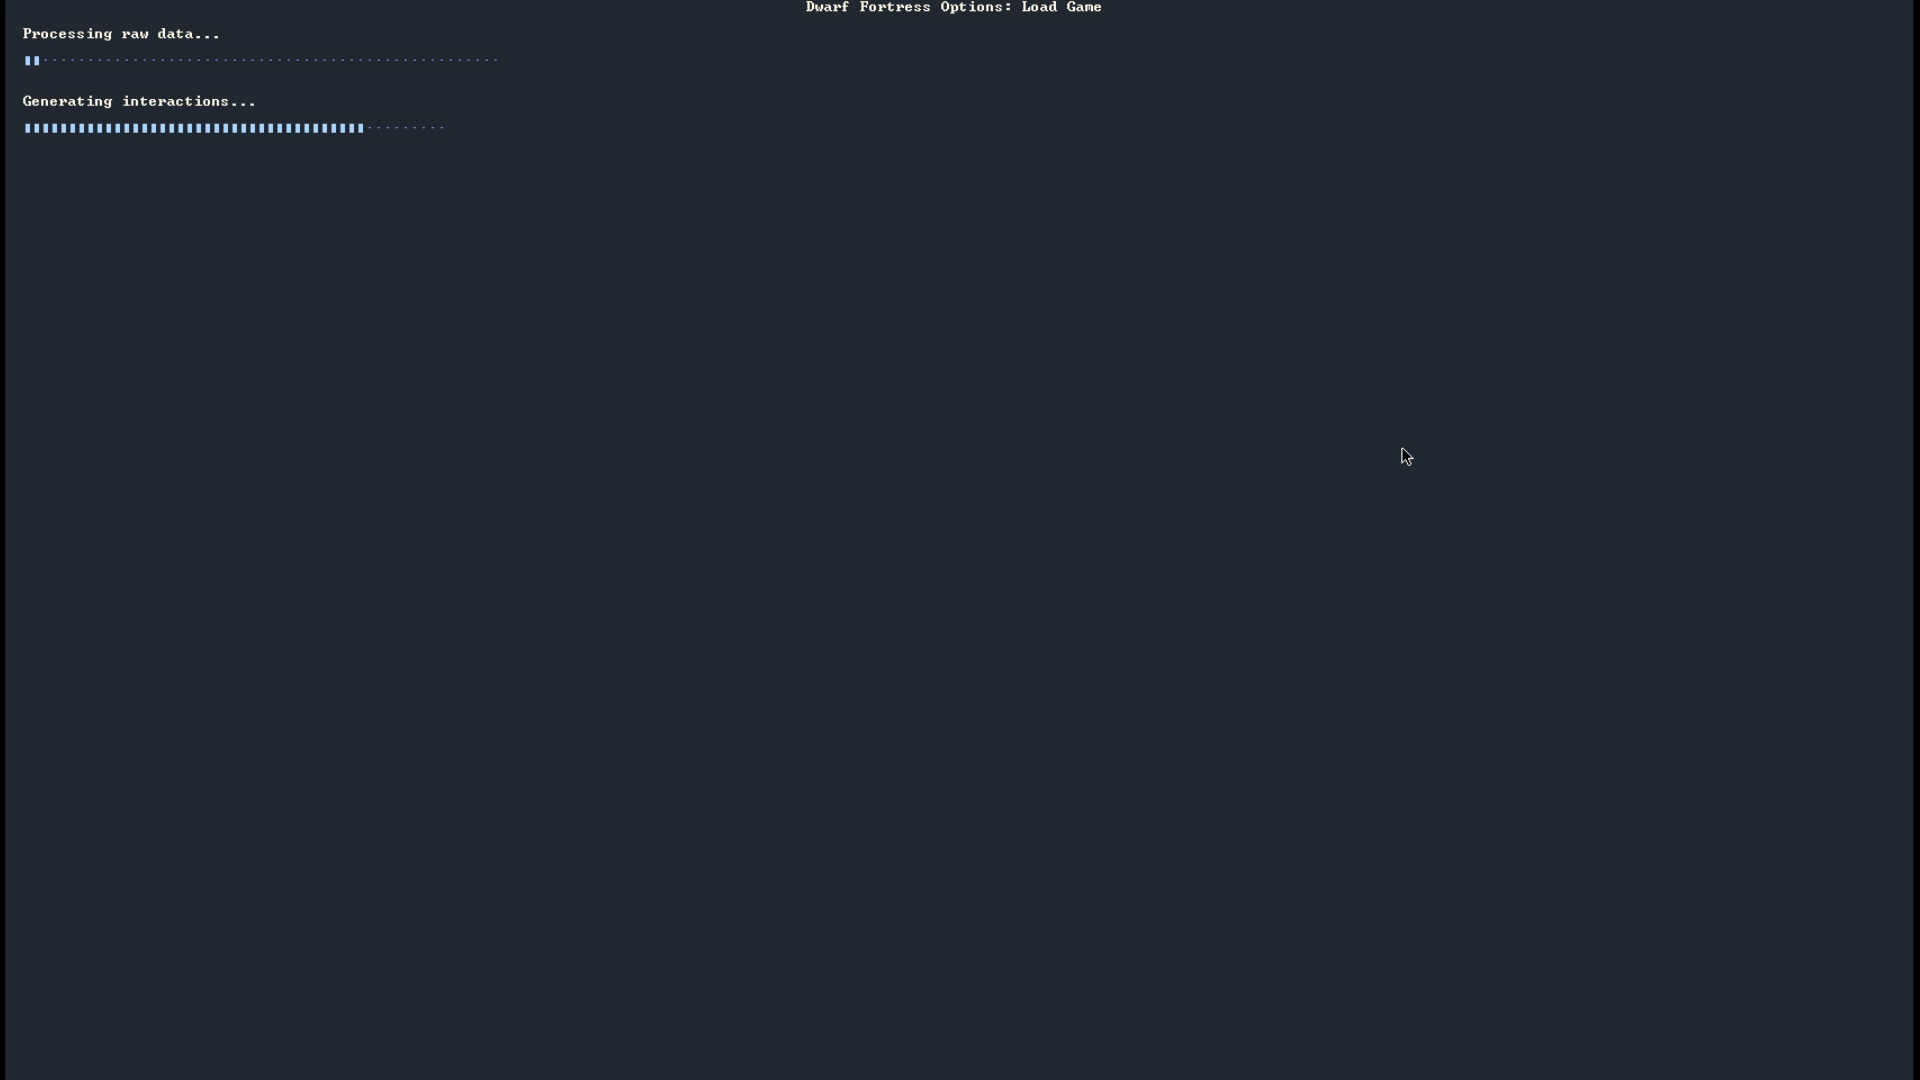 Dwarf Fortress Options: Load Game
Processing raw data...
Generating interactions...